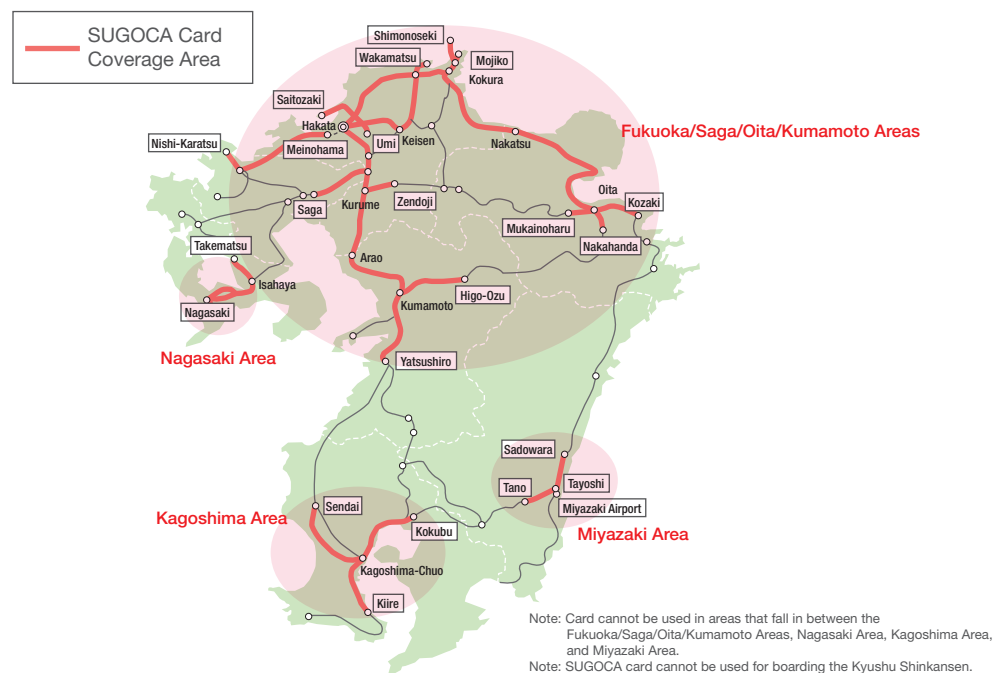 SUGOCA Card
Coverage Area
Shimonoseki
Wakamatsu
Mojiko
Kokura
Saitozaki
Hakata
Fukuoka/Saga/Oita/Kumamoto Areas
Nishi-Karatsu
Meinohama
Umi
Keisen
Nakatsu
Saga
Kurume
Zendoji
Oita
Kozaki
Mukainoharu
Nakahanda
Takematsu
Arao
Isahaya
Nagasaki
Kumamoto
Higo-Ozu
Nagasaki Area
Yatsushiro
Sadowara
Tano
Tayoshi
Miyazaki Airport
Kagoshima Area
Sendai
Kokubu
Miyazaki Area
Kagoshima-Chuo
Kiire
Note: Card cannot be used in areas that fall in between the
Fukuoka/Saga/Oita/Kumamoto Areas, Nagasaki Area, Kagoshima Area,
and Miyazaki Area.
Note: SUGOCA card cannot be used for boarding the Kyushu Shinkansen.